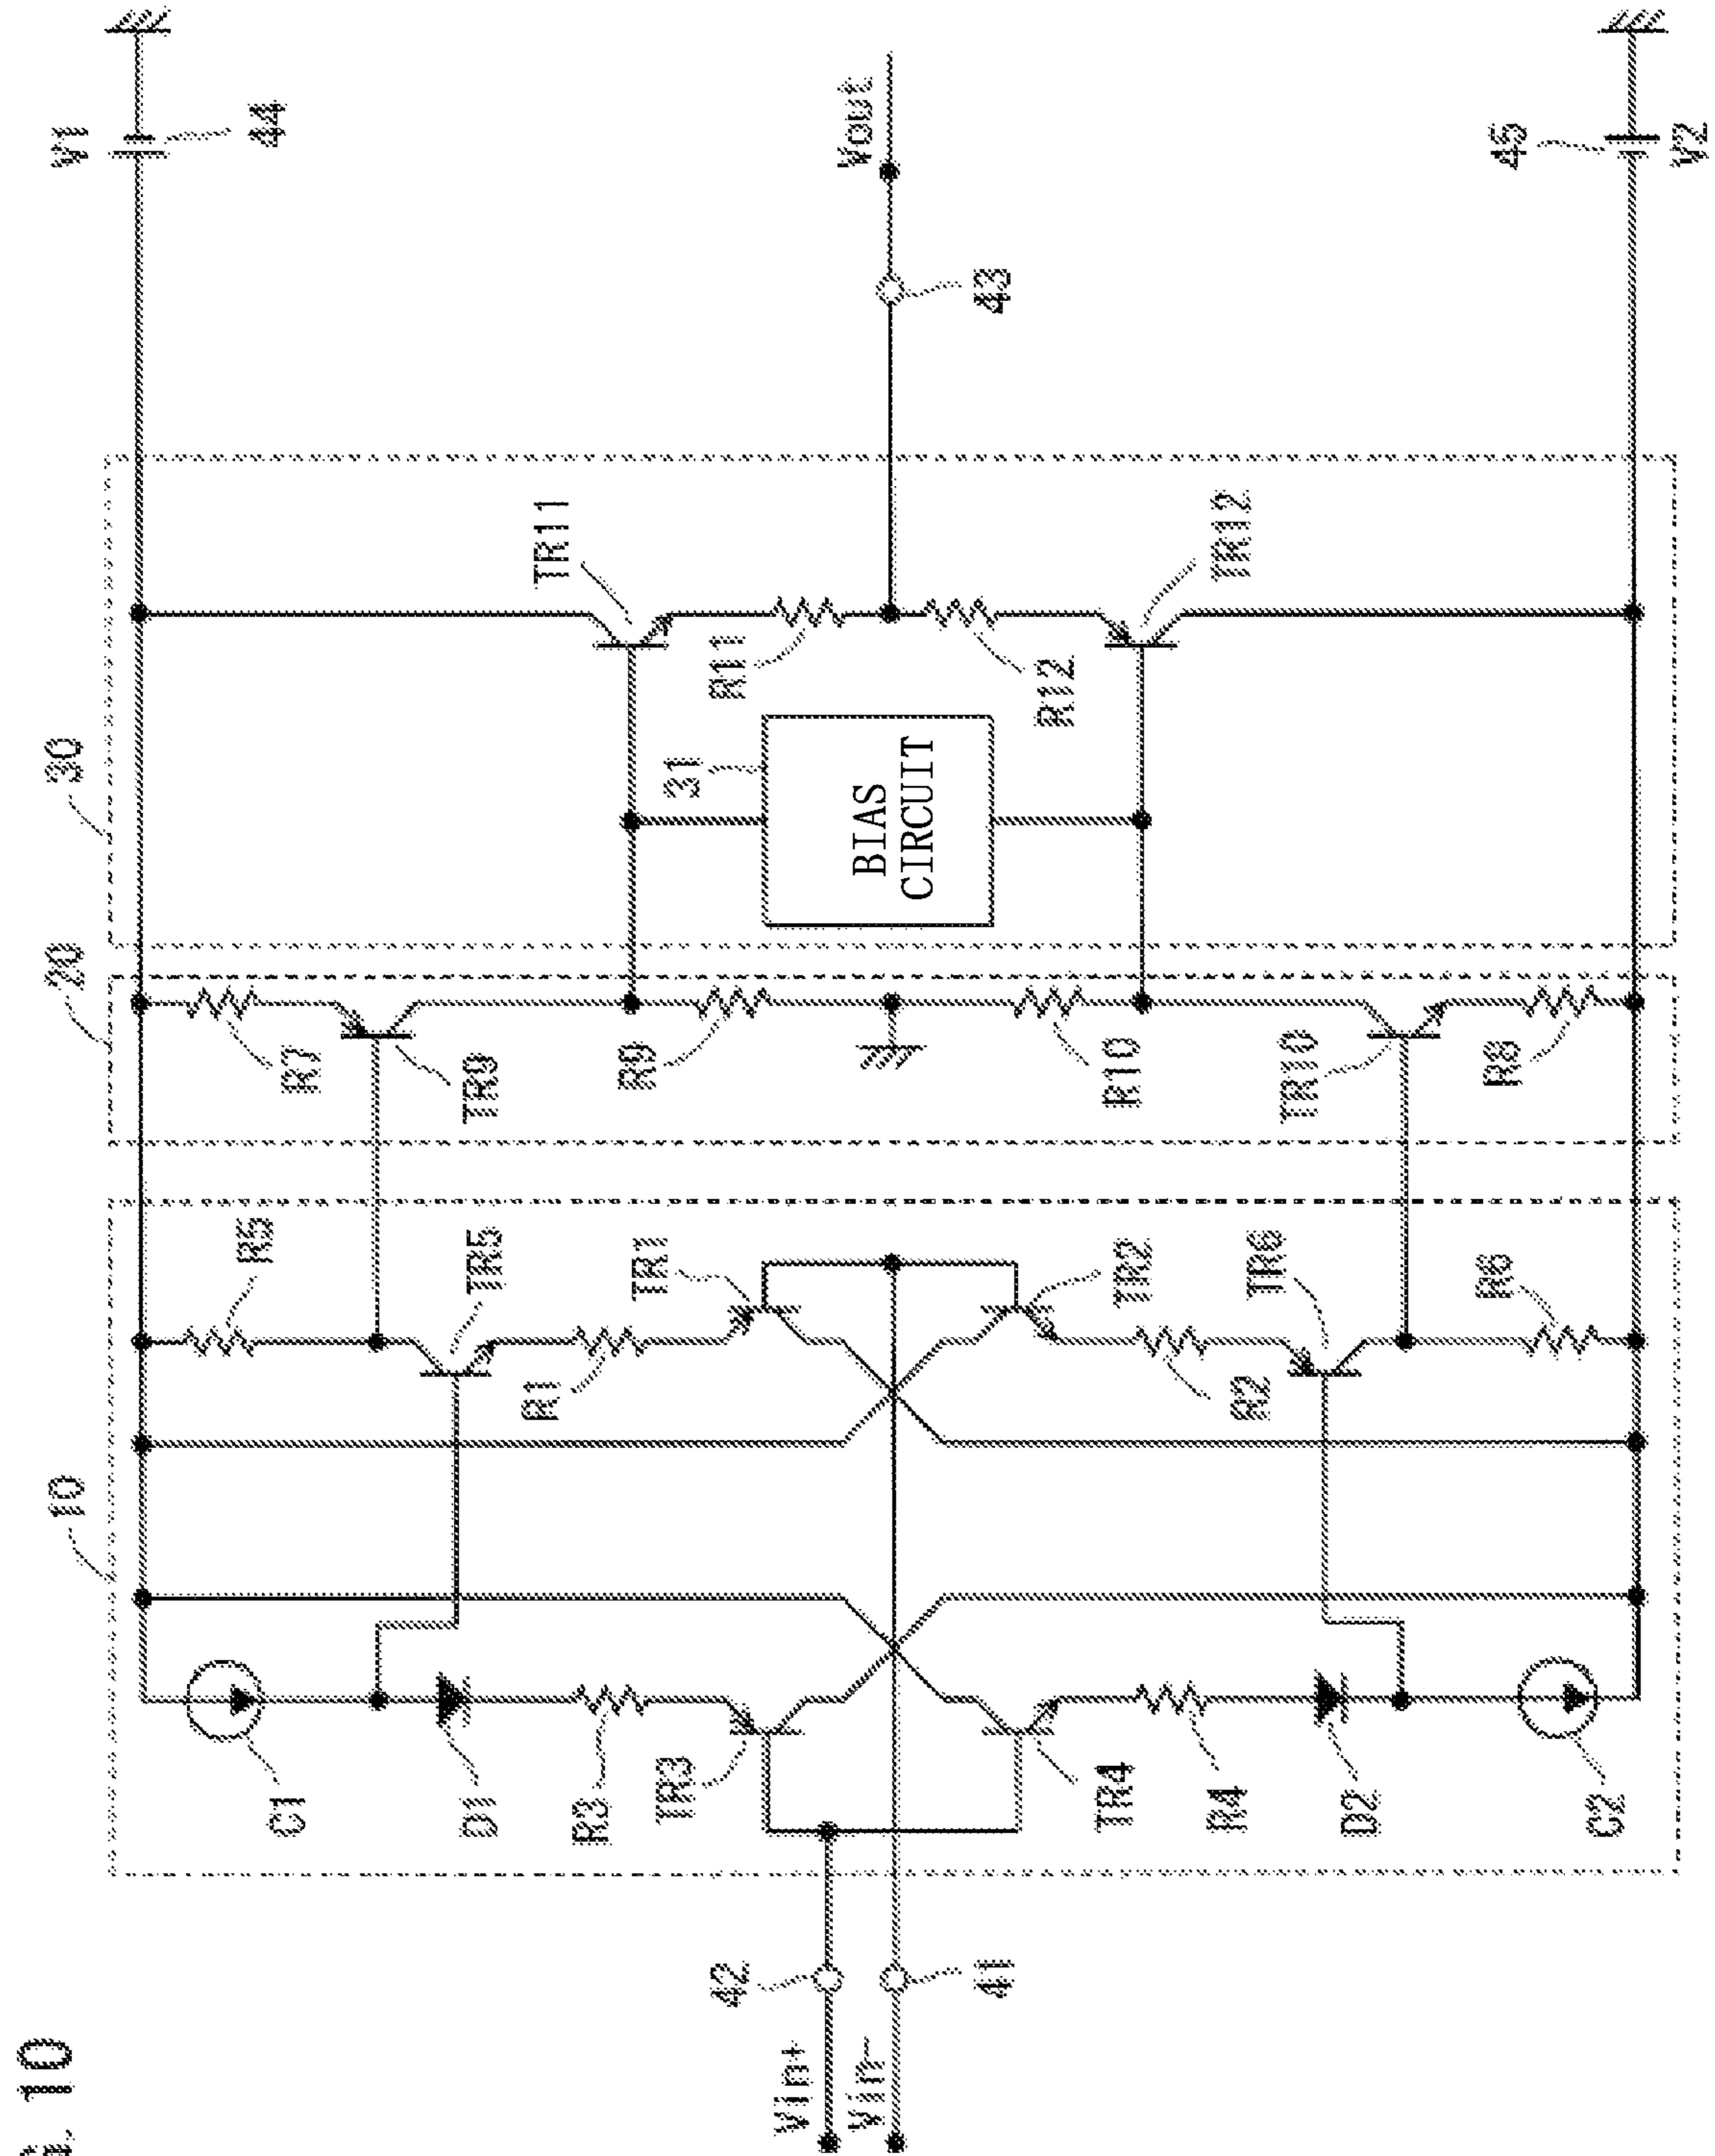 10
20
30
V1
44
C1
R5
R7
TR9
TR5
D1
R1
R9
TR11
R11
R3
TR3
TR1
31
BIAS
CIRCUIT
Vout
43
Vin+
42
Vin-
41
TR4
TR2
R12
R10
TR12
R4
R2
D2
TR6
TR10
C2
R6
R8
45
V2
10